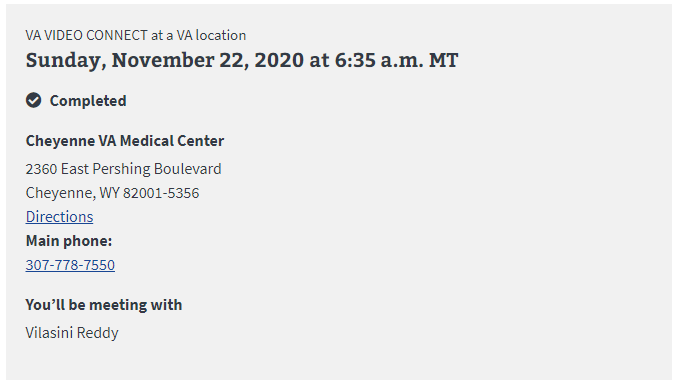 VA VIDEO CONNECT at a VA location
Sunday, November 22, 2020 at 6:35 a.m. MT
Completed
Cheyenne VA Medical Center
2360 East Pershing Boulevard
Cheyenne, WY 82001-5356
Directions
Main phone:
307-778-7550
You’ll be meeting with
Vilasini Reddy